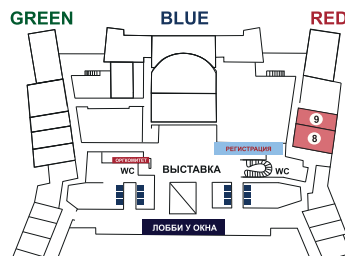 GREEN BLUE RED
9
8
РЕГИСТРАЦИЯ
ОРГКОМИТЕТ
WC ВЫСТАВКА WC
ЛОББИ У ОКНА